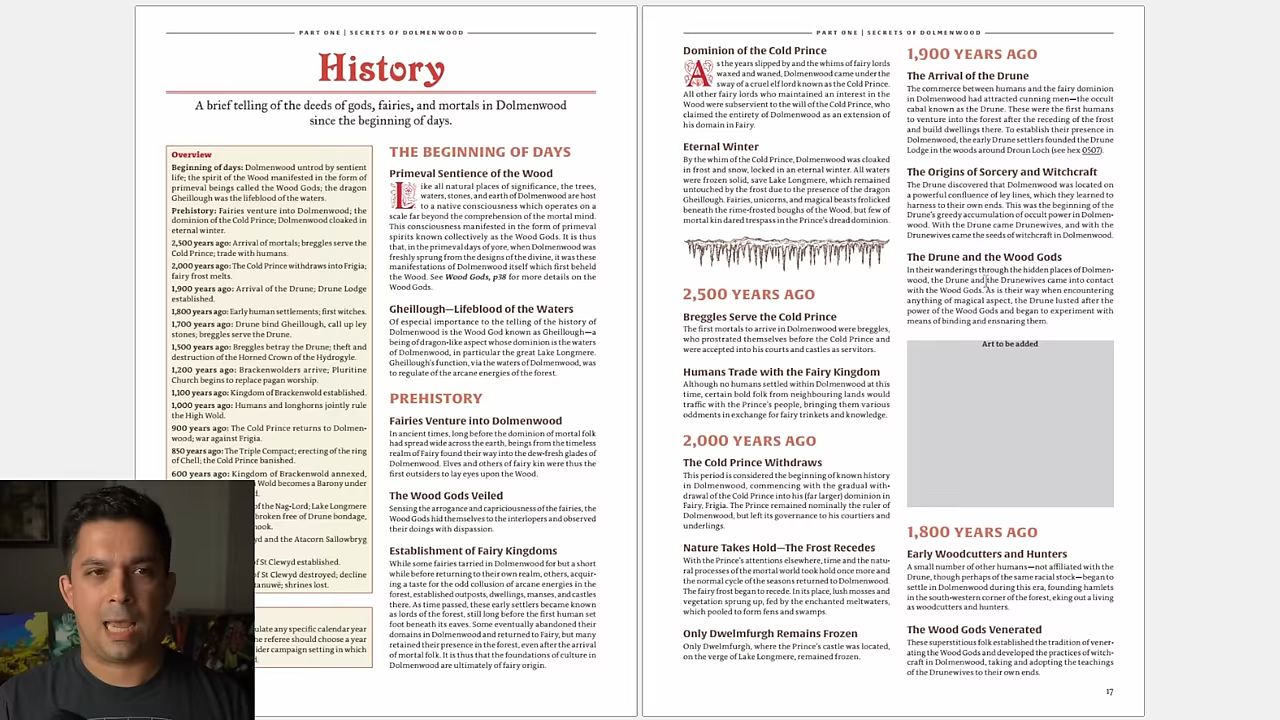 PART ONE | SECRETS OF DOLMENWOOD
History
A brief telling of the deeds of gods, fairies, and mortals in Dolmenwood
since the beginning of days.
Overview
Beginning of days: Dolmenwood untrod by sentient
life; the spirit of the Wood manifested in the form of
primeval beings called the Wood Gods; the dragon
Gheillough was the lifeblood of the waters.
Prehistory: Fairies venture into Dolmenwood; the
dominion of the Cold Prince; Dolmenwood cloaked in
eternal winter.
2,500 years ago: Arrival of mortals; breggles serve the
Cold Prince; trade with humans.
2,000 years ago: The Cold Prince withdraws into Frigia;
fairy frost melts.
1,900 years ago: Arrival of the Drune; Drune Lodge
established.
1,800 years ago: Early human settlements; first witches.
1,700 years ago: Drune bind Gheillough, call up ley
stones; breggles serve the Drune.
1,500 years ago: Breggles betray the Drune; theft and
destruction of the Horned Crown of the Hydrogyle.
1,200 years ago: Brackenwolders arrive; Pluritine
Church begins to replace pagan worship.
1,100 years ago: Kingdom of Brackenwold established.
1,000 years ago: Humans and longhorns jointly rule
the High Wold.
900 years ago: The Cold Prince returns to Dolmen-
wood; war against Frigia.
850 years ago: The Triple Compact; erecting of the ring
of Chell; the Cold Prince banished.
600 years ago: Kingdom of Brackenwold annexed,
Wold becomes a Barony under
d.
of the Nag-Lord; Lake Longmere
broken free of Drune bondage,
ook.
yd and the Atacorn Sallowbryg
of St Clewyd established.
of St Clewyd destroyed; decline
tanuwë; shrines lost.
ulate any specific calendar year
he referee should choose a year
ider campaign setting in which
d.
THE BEGINNING OF DAYS
Primeval Sentience of the Wood
Like all natural places of significance, the trees,
waters, stones, and earth of Dolmenwood are host
to a native consciousness which operates on a
scale far beyond the comprehension of the mortal mind.
This consciousness manifested in the form of primeval
spirits known collectively as the Wood Gods. It is thus
that, in the primeval days of yore, when Dolmenwood was
freshly sprung from the designs of the divine, it was these
manifestations of Dolmenwood itself which first beheld
the Wood. See Wood Gods, p38 for more details on the
Wood Gods.
Gheillough—Lifeblood of the Waters
Of especial importance to the telling of the history of
Dolmenwood is the Wood God known as Gheillough—a
being of dragon-like aspect whose dominion is the waters
of Dolmenwood, in particular the great Lake Longmere.
Gheillough's function, via the waters of Dolmenwood, was
to regulate of the arcane energies of the forest.
PREHISTORY
Fairies Venture into Dolmenwood
In ancient times, long before the dominion of mortal folk
had spread wide across the earth, beings from the timeless
realm of Fairy found their way into the dew-fresh glades of
Dolmenwood. Elves and others of fairy kin were thus the
first outsiders to lay eyes upon the Wood.
The Wood Gods Veiled
Sensing the arrogance and capriciousness of the fairies, the
Wood Gods hid themselves to the interlopers and observed
their doings with dispassion.
Establishment of Fairy Kingdoms
While some fairies tarried in Dolmenwood for but a short
while before returning to their own realm, others, acquir-
ing a taste for the odd collusion of arcane energies in the
forest, established outposts, dwellings, manses, and castles
there. As time passed, these early settlers became known
as lords of the forest, still long before the first human set
foot beneath its eaves. Some eventually abandoned their
domains in Dolmenwood and returned to Fairy, but many
retained their presence in the forest, even after the arrival
of mortal folk. It is thus that the foundations of culture in
Dolmenwood are ultimately of fairy origin.
PART ONE | SECRETS OF DOLMENWOOD
Dominion of the Cold Prince
As the years slipped by and the whims of fairy lords
waxed and waned, Dolmenwood came under the
sway of a cruel elf lord known as the Cold Prince.
All other fairy lords who maintained an interest in the
Wood were subservient to the will of the Cold Prince, who
claimed the entirety of Dolmenwood as an extension of
his domain in Fairy.
Eternal Winter
By the whim of the Cold Prince, Dolmenwood was cloaked
in frost and snow, locked in an eternal winter. All waters
were frozen solid, save Lake Longmere, which remained
untouched by the frost due to the presence of the dragon
Gheillough. Fairies, unicorns, and magical beasts frolicked
beneath the rime-frosted boughs of the Wood, but few of
mortal kin dared trespass in the Prince's dread dominion.
2,500 YEARS AGO
Breggles Serve the Cold Prince
The first mortals to arrive in Dolmenwood were breggles,
who prostrated themselves before the Cold Prince and
were accepted into his courts and castles as servitors.
Humans Trade with the Fairy Kingdom
Although no humans settled within Dolmenwood at this
time, certain bold folk from neighbouring lands would
traffic with the Prince's people, bringing them various
oddments in exchange for fairy trinkets and knowledge.
2,000 YEARS AGO
The Cold Prince Withdraws
This period is considered the beginning of known history
in Dolmenwood, commencing with the gradual with-
drawal of the Cold Prince into his (far larger) dominion in
Fairy, Frigia. The Prince remained nominally the ruler of
Dolmenwood, but left its governance to his courtiers and
underlings.
Nature Takes Hold—The Frost Recedes
With the Prince's attentions elsewhere, time and the natu-
ral processes of the mortal world took hold once more and
the normal cycle of the seasons returned to Dolmenwood.
The fairy frost began to recede. In its place, lush mosses and
vegetation sprung up, fed by the enchanted meltwaters,
which pooled to form fens and swamps.
Only Dwelmfurgh Remains Frozen
Only Dwelmfurgh, where the Prince's castle was located,
on the verge of Lake Longmere, remained frozen.
1,900 YEARS AGO
The Arrival of the Drune
The commerce between humans and the fairy dominion
in Dolmenwood had attracted cunning men—the occult
cabal known as the Drune. These were the first humans
to venture into the forest after the receding of the frost
and build dwellings there. To establish their presence in
Dolmenwood, the early Drune settlers founded the Drune
Lodge in the woods around Droun Loch (see hex 0507).
The Origins of Sorcery and Witchcraft
The Drune discovered that Dolmenwood was located on
a powerful confluence of ley lines, which they learned to
harness to their own ends. This was the beginning of the
Drune's greedy accumulation of occult power in Dolmen-
wood. With the Drune came Drunewives, and with the
Drunewives came the seeds of witchcraft in Dolmenwood.
The Drune and the Wood Gods
In their wanderings through the hidden places of Dolmen-
wood, the Drune and the Drunewives came into contact
with the Wood Gods. As is their way when encountering
anything of magical aspect, the Drune lusted after the
power of the Wood Gods and began to experiment with
means of binding and ensnaring them.
Art to be added
1,800 YEARS AGO
Early Woodcutters and Hunters
A small number of other humans—not affiliated with the
Drune, though perhaps of the same racial stock—began to
settle in Dolmenwood during this era, founding hamlets
in the south-western corner of the forest, eking out a living
as woodcutters and hunters.
The Wood Gods Venerated
These superstitious folk established the tradition of vener-
ating the Wood Gods and developed the practices of witch-
craft in Dolmenwood, taking and adopting the teachings
of the Drunewives to their own ends.
17